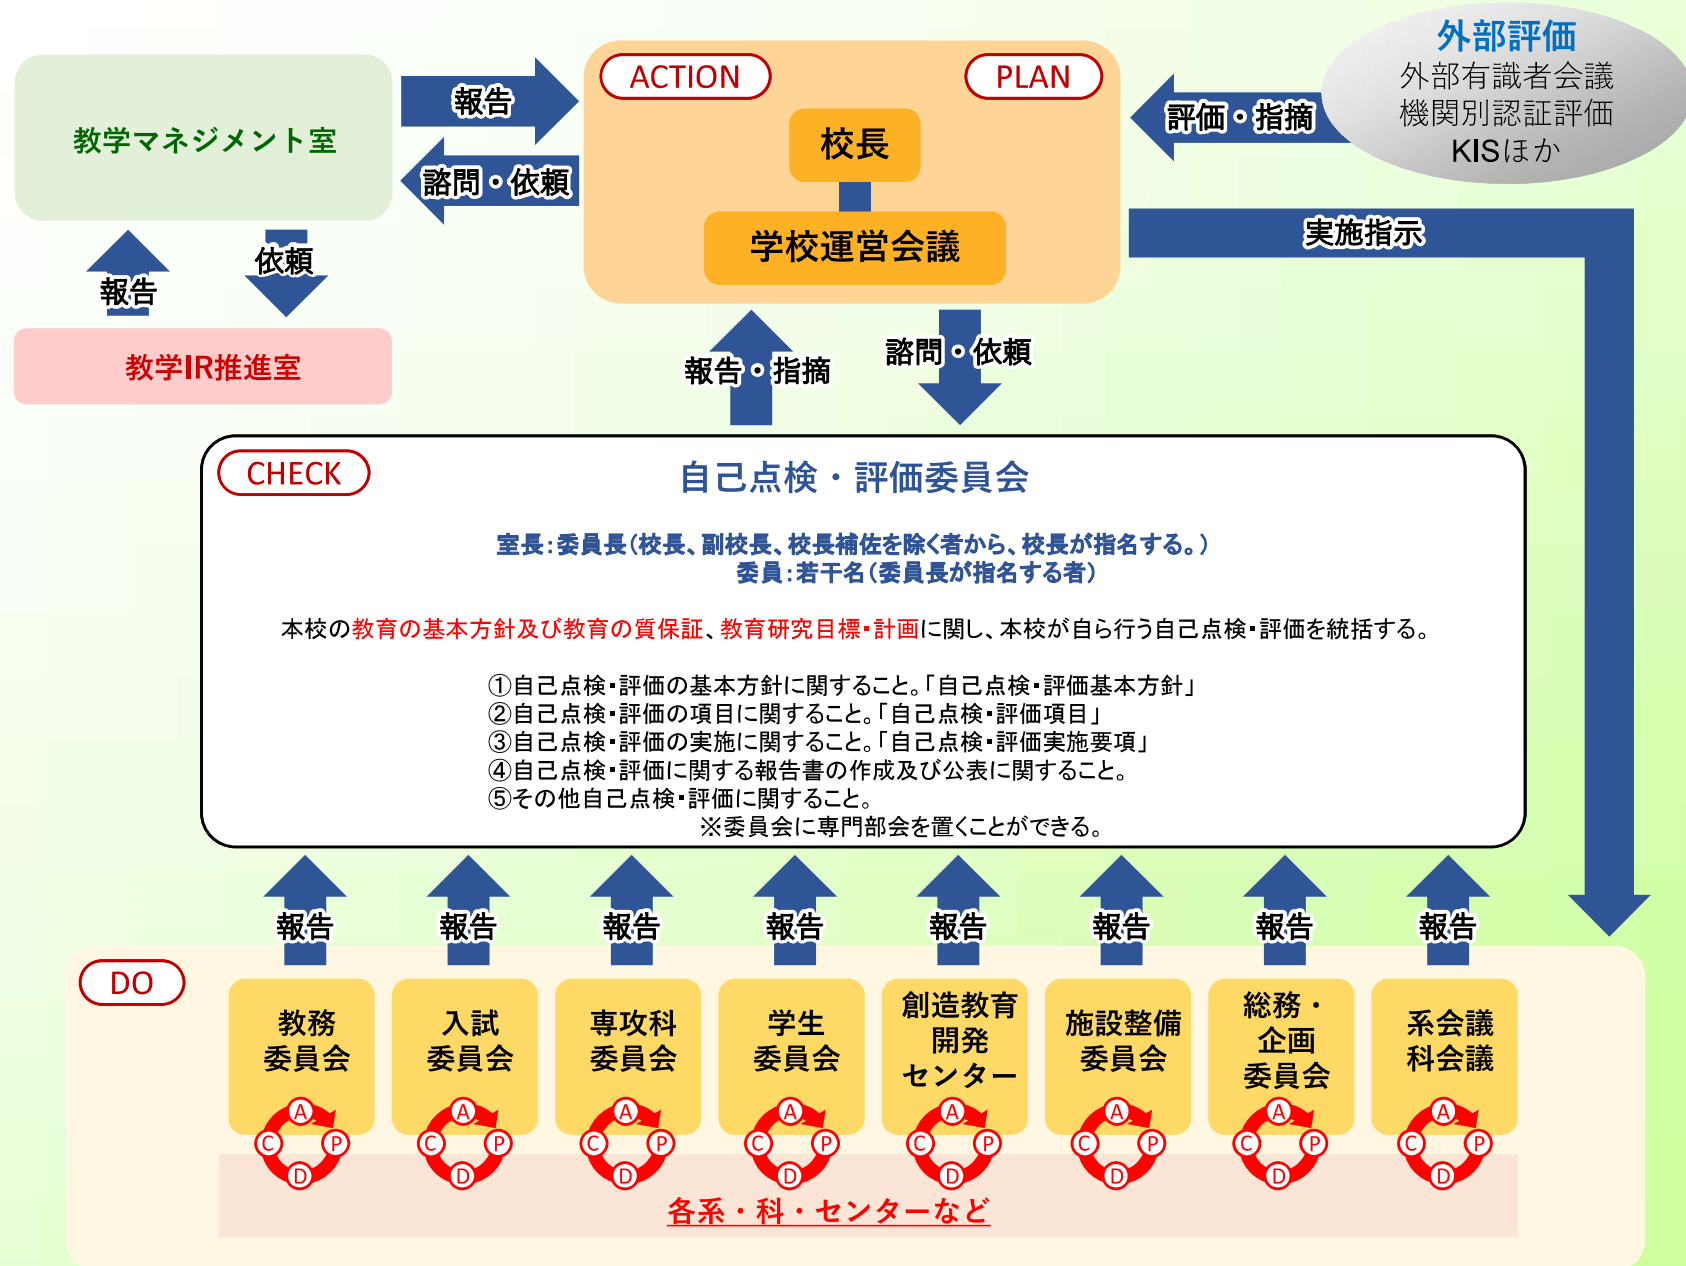 外部評価
外部有識者会議
機関別認証評価
KISほか
ACTION
PLAN
教学マネジメント室
報告
校長
評価・指摘
諮問・依頼
学校運営会議
実施指示
依頼
報告
教学IR推進室
報告・指摘
諮問・依頼
CHECK
自己点検・評価委員会
室長:委員長(校長、副校長、校長補佐を除く者から、校長が指名する。)
委員:若干名(委員長が指名する者)
本校の教育の基本方針及び教育の質保証、教育研究目標・計画に関し、本校が自ら行う自己点検・評価を統括する。
①自己点検・評価の基本方針に関すること。「自己点検・評価基本方針」
②自己点検・評価の項目に関すること。「自己点検・評価項目」
③自己点検・評価の実施に関すること。「自己点検・評価実施要項」
④自己点検・評価に関する報告書の作成及び公表に関すること。
⑤その他自己点検・評価に関すること。
※委員会に専門部会を置くことができる。
報告 報告 報告 報告 報告 報告 報告 報告
DO
教務
委員会
入試
委員会
専攻科
委員会
学生
委員会
創造教育
開発
センター
施設整備
委員会
総務・
企画
委員会
系会議
科会議
A A A A A A A A
C P C P C P C P C P C P C P C P
D D D D D D D D
各系・科・センターなど